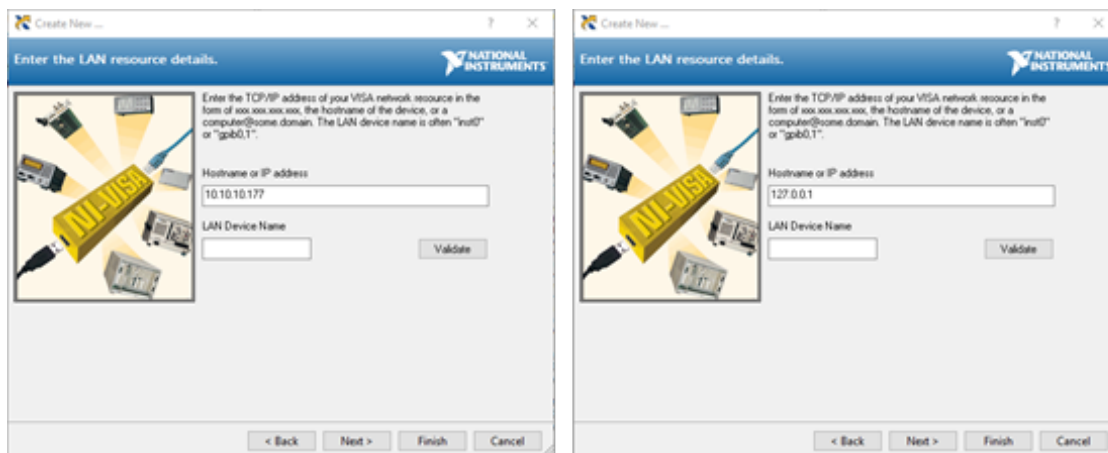 Create New ...
Enter the LAN resource details.
NATIONAL
INSTRUMENTS
Enter the TCP/IP address of your VISA network resource in the
form of xxx.xxx.xxx.xxx, the hostname of the device, or a
computer@some.domain. The LAN device name is often "inst0"
or "gpib0,1".
NI-VISA
Hostname or IP address
10.10.10.177
LAN Device Name
Validate
< Back
Next >
Finish
Cancel
Create New ...
Enter the LAN resource details.
NATIONAL
INSTRUMENTS
Enter the TCP/IP address of your VISA network resource in the
form of xxx.xxx.xxx.xxx, the hostname of the device, or a
computer@some.domain. The LAN device name is often "inst0"
or "gpib0,1".
NI-VISA
Hostname or IP address
127.0.0.1
LAN Device Name
Validate
< Back
Next >
Finish
Cancel